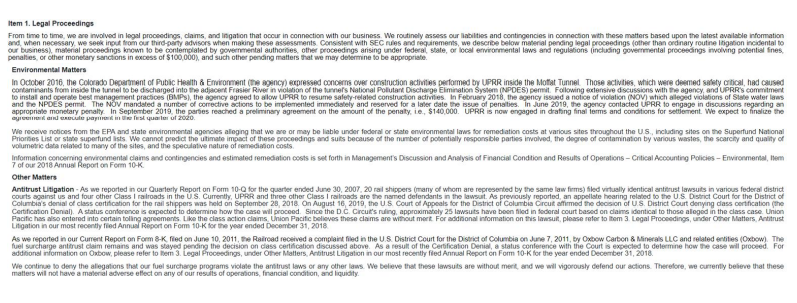 Item 1. Legal Proceedings
From time to time, we are involved in legal proceedings, claims, and litigation that occur in connection with our business. We routinely assess our liabilities and contingencies in connection with these matters based upon the latest available information
and, when necessary, we seek input from our third-party advisors when making these assessments. Consistent with SEC rules and requirements, we describe below material pending legal proceedings (other than ordinary routine litigation incidental to
our business), material proceedings known to be contemplated by governmental authorities, other proceedings arising under federal, state, or local environmental laws and regulations (including governmental proceedings involving potential fines,
penalties, or other monetary sanctions in excess of $100,000), and such other pending matters that we may determine to be appropriate.
Environmental Matters
In October 2016, the Colorado Department of Public Health & Environment (the agency) expressed concerns over construction activities performed by UPRR inside the Moffat Tunnel. Those activities, which were deemed safety critical, had caused
contaminants from inside the tunnel to be discharged into the adjacent Fraser River in violation of the tunnel's National Pollutant Discharge Elimination System (NPDES) permit. Following extensive discussions with the agency, and UPRR's commitment
to install and operate best management practices (BMPs), the agency agreed to allow UPRR to resume safety-related construction activities. In February 2018, the agency issued a notice of violation (NOV) which alleged violations of State water laws
and the NPDES permit. The NOV mandated a number of corrective actions to be implemented immediately and reserved for a later date the issue of penalties. In June 2019, the agency contacted UPRR to engage in discussions regarding an
appropriate monetary penalty. In September 2019, the parties reached a preliminary agreement on the amount of the penalty, i.e., $140,000. UPRR is now engaged in drafting final terms and conditions for settlement. We expect to finalize the
agreement and execute payment in the first quarter of 2020.
We receive notices from the EPA and state environmental agencies alleging that we are or may be liable under federal or state environmental laws for remediation costs at various sites throughout the U.S., including sites on the Superfund National
Priorities List or state superfund lists. We cannot predict the ultimate impact of these proceedings and suits because of the number of potentially responsible parties involved, the degree of contamination by various wastes, the scarcity and quality of
volumetric data related to many of the sites, and the speculative nature of remediation costs.
Information concerning environmental claims and contingencies and estimated remediation costs is set forth in Management's Discussion and Analysis of Financial Condition and Results of Operations – Critical Accounting Policies – Environmental, Item
7 of our 2018 Annual Report on Form 10-K.
Other Matters
Antitrust Litigation - As we reported in our Quarterly Report on Form 10-Q for the quarter ended June 30, 2007, 20 rail shippers (many of whom are represented by the same law firms) filed virtually identical antitrust lawsuits in various federal district
courts against us and four other Class I railroads in the U.S. Currently, UPRR and three other Class I railroads are the named defendants in the lawsuit. As previously reported, an appellate hearing related to the U.S. District Court for the District of
Columbia's denial of class certification for the rail shippers was held on September 28, 2018. On August 16, 2019, the U.S. Court of Appeals for the District of Columbia Circuit affirmed the decision of U.S. District Court denying class certification (the
Certification Denial). A status conference is expected to determine how the case will proceed. Since the D.C. Circuit's ruling, approximately 25 lawsuits have been filed in federal court based on claims identical to those alleged in the class case. Union
Pacific has also entered into certain tolling agreements. Like the class action claims, Union Pacific believes these claims are without merit. For additional information on this lawsuit, please refer to Item 3. Legal Proceedings, under Other Matters, Antitrust
Litigation in our most recently filed Annual Report on Form 10-K for the year ended December 31, 2018.
As we reported in our Current Report on Form 8-K, filed on June 10, 2011, the Railroad received a complaint filed in the U.S. District Court for the District of Columbia on June 7, 2011, by Oxbow Carbon & Minerals LLC and related entities (Oxbow). The
fuel surcharge antitrust claim remains and was stayed pending the decision on class certification discussed above. As a result of the Certification Denial, a status conference with the Court is expected to determine how the case will proceed. For
additional information on Oxbow, please refer to Item 3. Legal Proceedings, under Other Matters, Antitrust Litigation in our most recently filed Annual Report on Form 10-K for the year ended December 31, 2018.
We continue to deny the allegations that our fuel surcharge programs violate the antitrust laws or any other laws. We believe that these lawsuits are without merit, and we will vigorously defend our actions. Therefore, we currently believe that these
matters will not have a material adverse effect on any of our results of operations, financial condition, and liquidity.